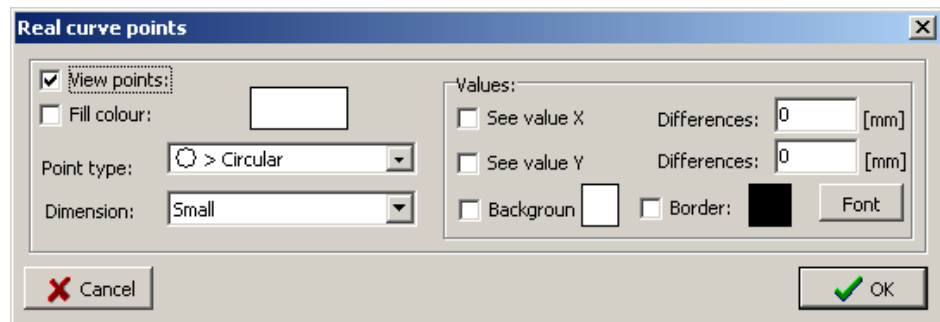 Real curve points
View points:
Fill colour:
Point type:
> Circular
Dimension:
Small
Values:
See value X
Differences:
0
[mm]
See value Y
Differences:
0
[mm]
Backgroun
Border:
Font
Cancel
OK